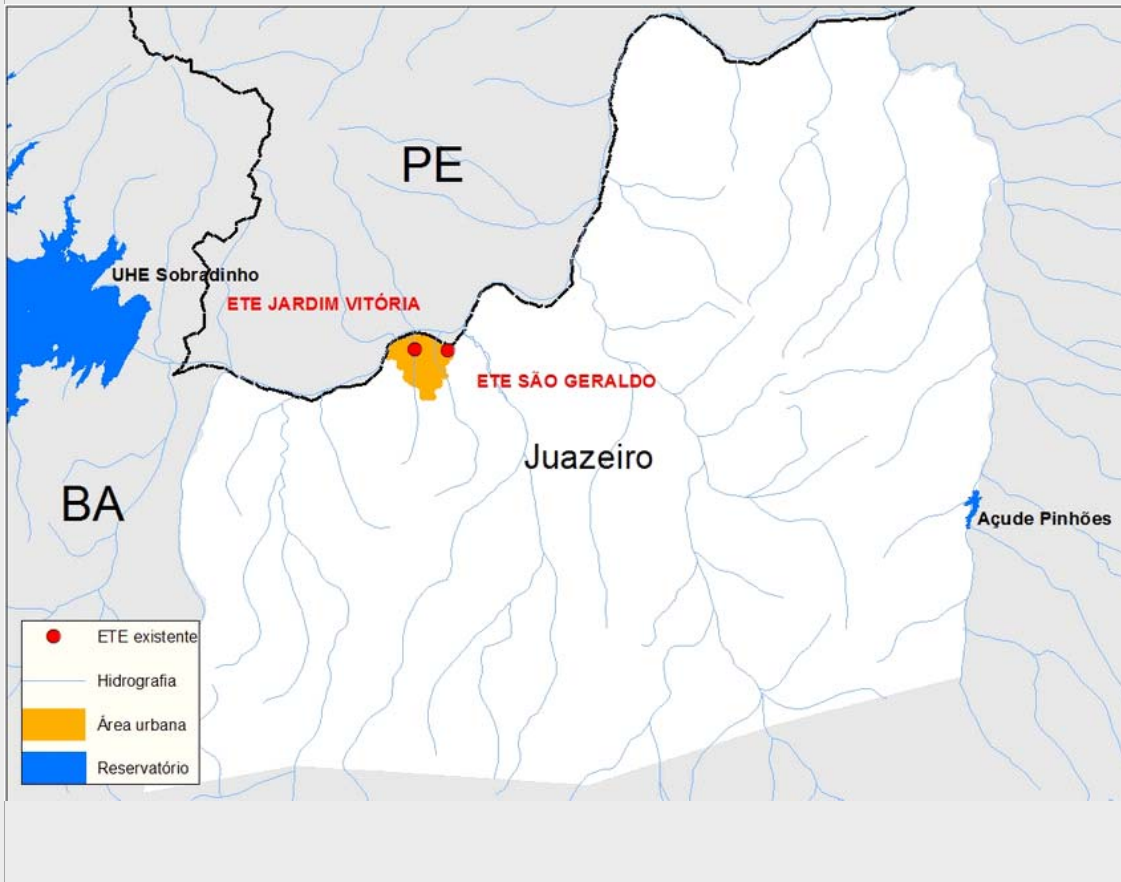 PE
UHE Sobradinho
ETE JARDIM VITÓRIA
ETE SÃO GERALDO
Juazeiro
BA
Açude Pinhões
ETE existente
Hidrografia
Área urbana
Reservatório